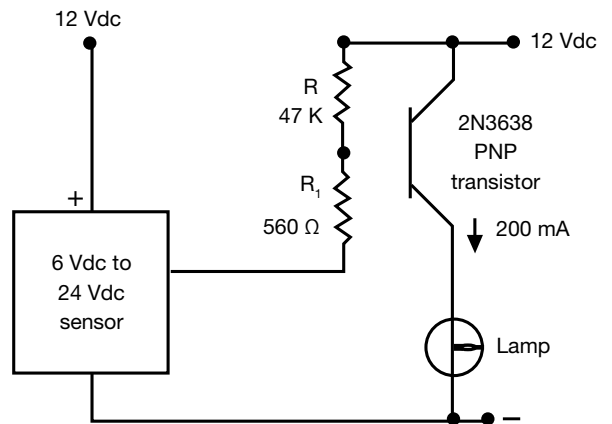 12 Vdc
12 Vdc
R
47 K
2N3638
PNP
transistor
R₁
560 Ω
+
200 mA
6 Vdc to
24 Vdc
sensor
Lamp
−